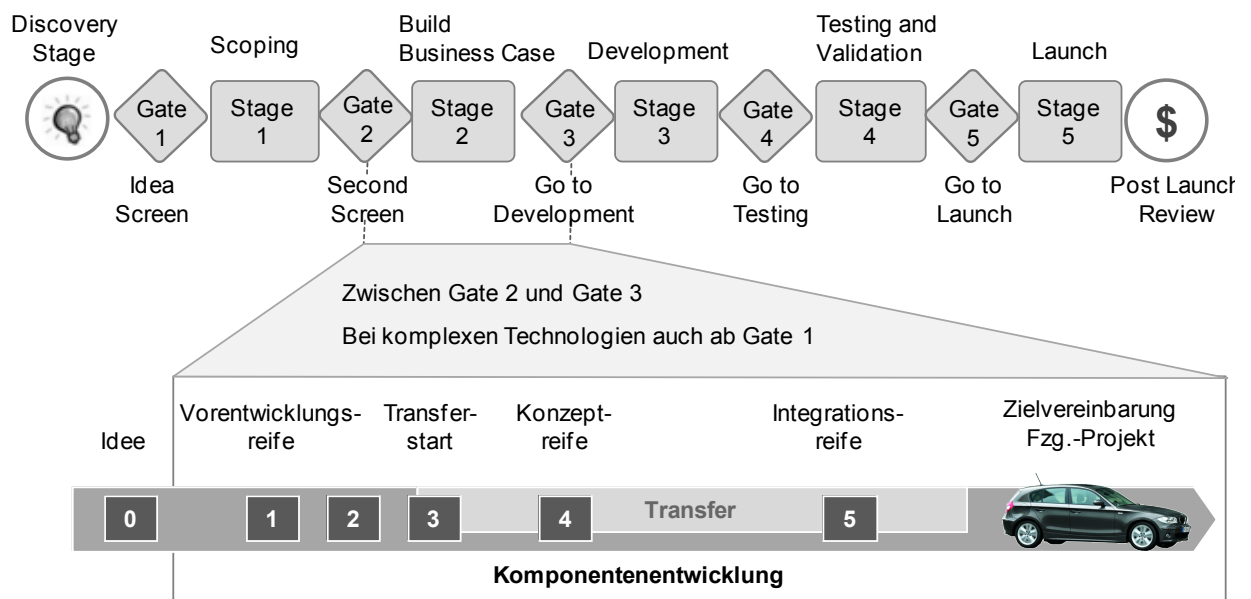 Discovery
Stage
Scoping
Build
Business Case
Development
Testing and
Validation
Launch
Gate
1
Stage
1
Gate
2
Stage
2
Gate
3
Stage
3
Gate
4
Stage
4
Gate
5
Stage
5
$
Idea
Screen
Second
Screen
Go to
Development
Go to
Testing
Go to
Launch
Post Launch
Review
Zwischen Gate 2 und Gate 3
Bei komplexen Technologien auch ab Gate 1
Idee
Vorentwicklungs-
reife
Transfer-
start
Konzept-
reife
Integrations-
reife
Zielvereinbarung
Fzg.-Projekt
0
1
2
3
4
Transfer
5
Komponentenentwicklung